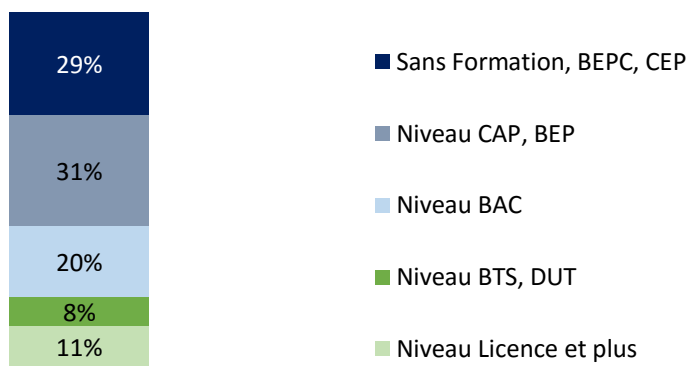 29%
31%
20%
8%
11%
Sans Formation, BEPC, CEP
Niveau CAP, BEP
Niveau BAC
Niveau BTS, DUT
Niveau Licence et plus